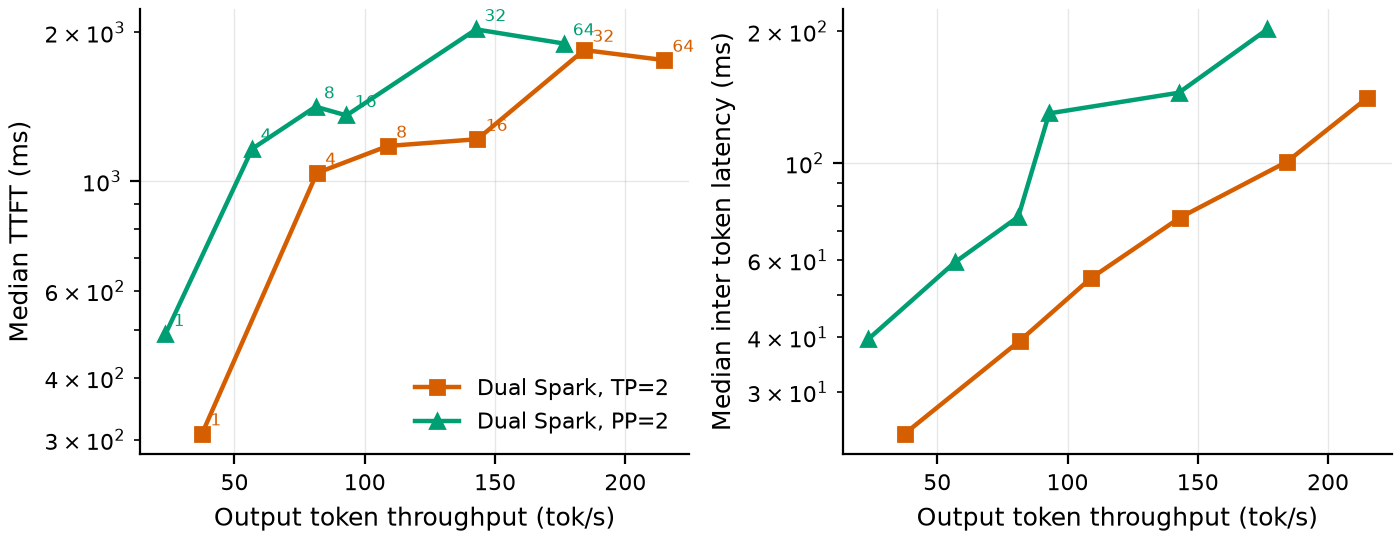 Median TTFT (ms)
2 × 10³
10³
6 × 10²
4 × 10²
3 × 10²
1
4
8
16
32
64
1
4
8
16
32
64
Dual Spark, TP=2
Dual Spark, PP=2
50
100
150
200
Output token throughput (tok/s)
Median inter token latency (ms)
2 × 10²
10²
6 × 10¹
4 × 10¹
3 × 10¹
50
100
150
200
Output token throughput (tok/s)